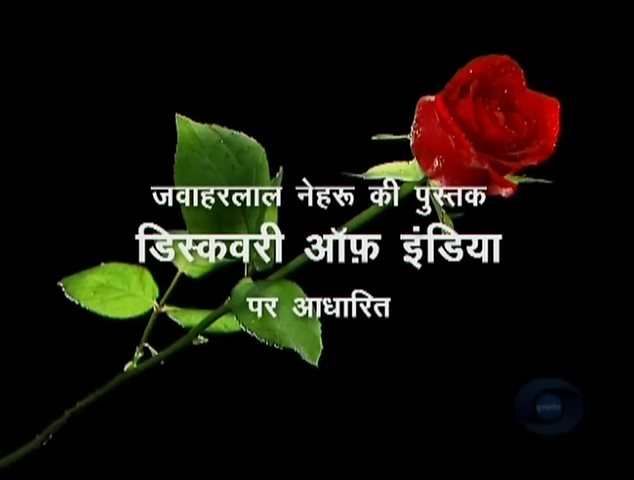 जवाहरलाल नेहरू की पुस्तक
डिस्कवरी ऑफ़ इंडिया
पर आधारित